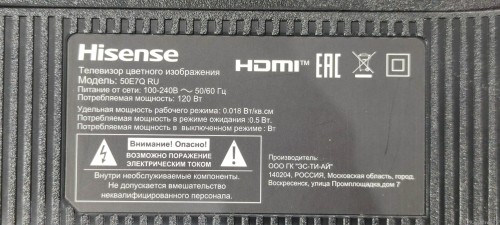 Hisense
HDMI™ EAC
Телевизор цветного изображения
Модель: 50E7Q RU
Питание от сети: 100-240В ~ 50/60 Гц
Потребляемая мощность: 120 Вт
Удельная мощность рабочего режима: 0.018 Вт/кв.см
Потребляемая мощность в режиме ожидания :0.5 Вт.
Потребляемая мощность в выключенном режиме : Вт
Внимание! Опасно!
ВОЗМОЖНО ПОРАЖЕНИЕ
ЭЛЕКТРИЧЕСКИМ ТОКОМ
Внутри необслуживаемые компоненты.
Не допускается вмешательство
неквалифицированного персонала.
Производитель:
ООО ГК "ЭС-ТИ-АЙ"
140204, РОССИЯ, Московская область, город.
Воскресенск, улица Промплощадка,дом 7